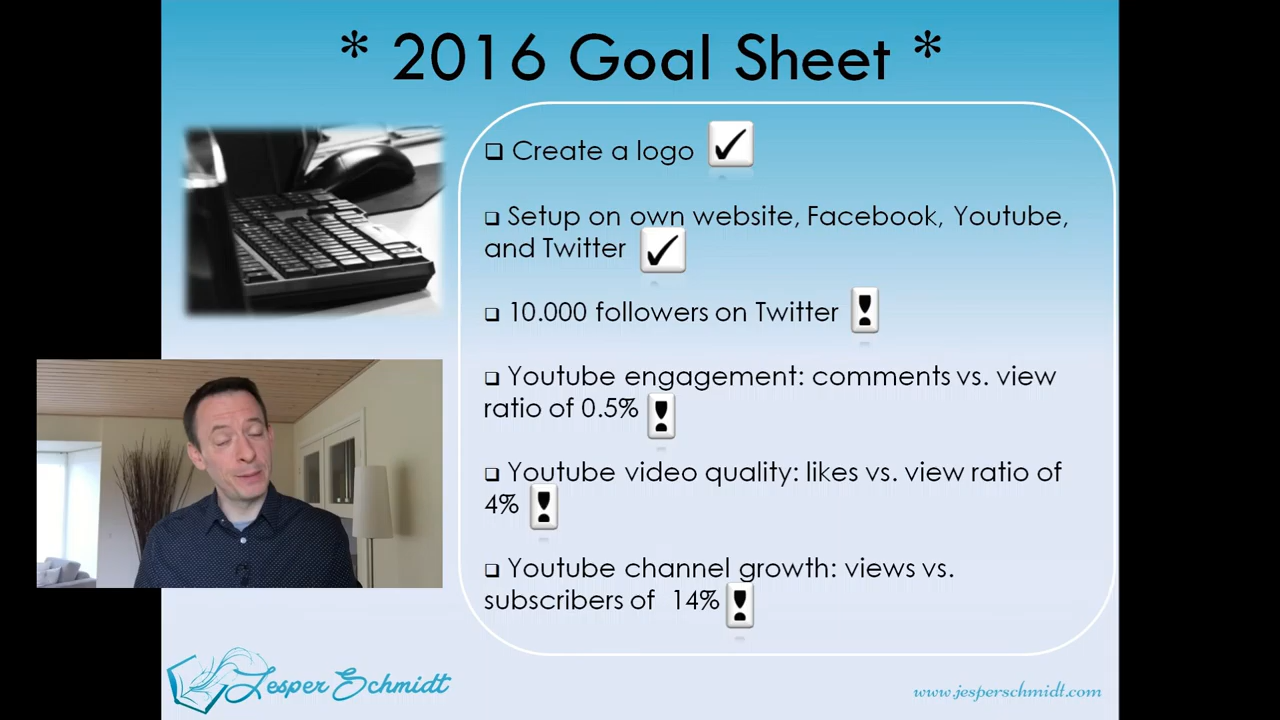 * 2016 Goal Sheet *
❑ Create a logo
❑ Setup on own website, Facebook, Youtube,
and Twitter
❑ 10.000 followers on Twitter
❑ Youtube engagement: comments vs. view
ratio of 0.5%
❑ Youtube video quality: likes vs. view ratio of
4%
❑ Youtube channel growth: views vs.
subscribers of 14%
Jesper Schmidt
www.jesperschmidt.com